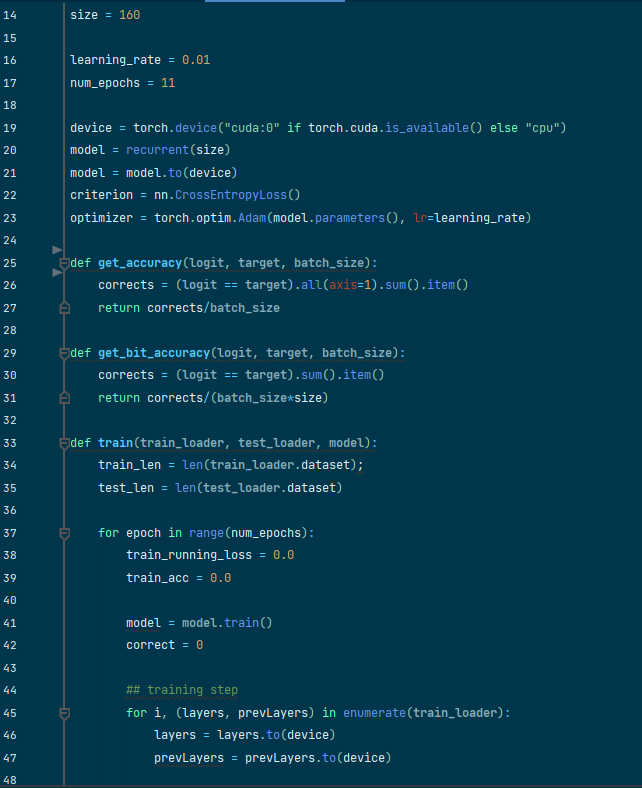 14 size = 160
15
16 learning_rate = 0.01
17 num_epochs = 11
18
19 device = torch.device("cuda:0" if torch.cuda.is_available() else "cpu")
20 model = recurrent(size)
21 model = model.to(device)
22 criterion = nn.CrossEntropyLoss()
23 optimizer = torch.optim.Adam(model.parameters(), lr=learning_rate)
24
25 def get_accuracy(logit, target, batch_size):
26     corrects = (logit == target).all(axis=1).sum().item()
27     return corrects/batch_size
28
29 def get_bit_accuracy(logit, target, batch_size):
30     corrects = (logit == target).sum().item()
31     return corrects/(batch_size*size)
32
33 def train(train_loader, test_loader, model):
34     train_len = len(train_loader.dataset);
35     test_len = len(test_loader.dataset)
36
37     for epoch in range(num_epochs):
38         train_running_loss = 0.0
39         train_acc = 0.0
40
41         model = model.train()
42         correct = 0
43
44         ## training step
45         for i, (layers, prevLayers) in enumerate(train_loader):
46             layers = layers.to(device)
47             prevLayers = prevLayers.to(device)
48